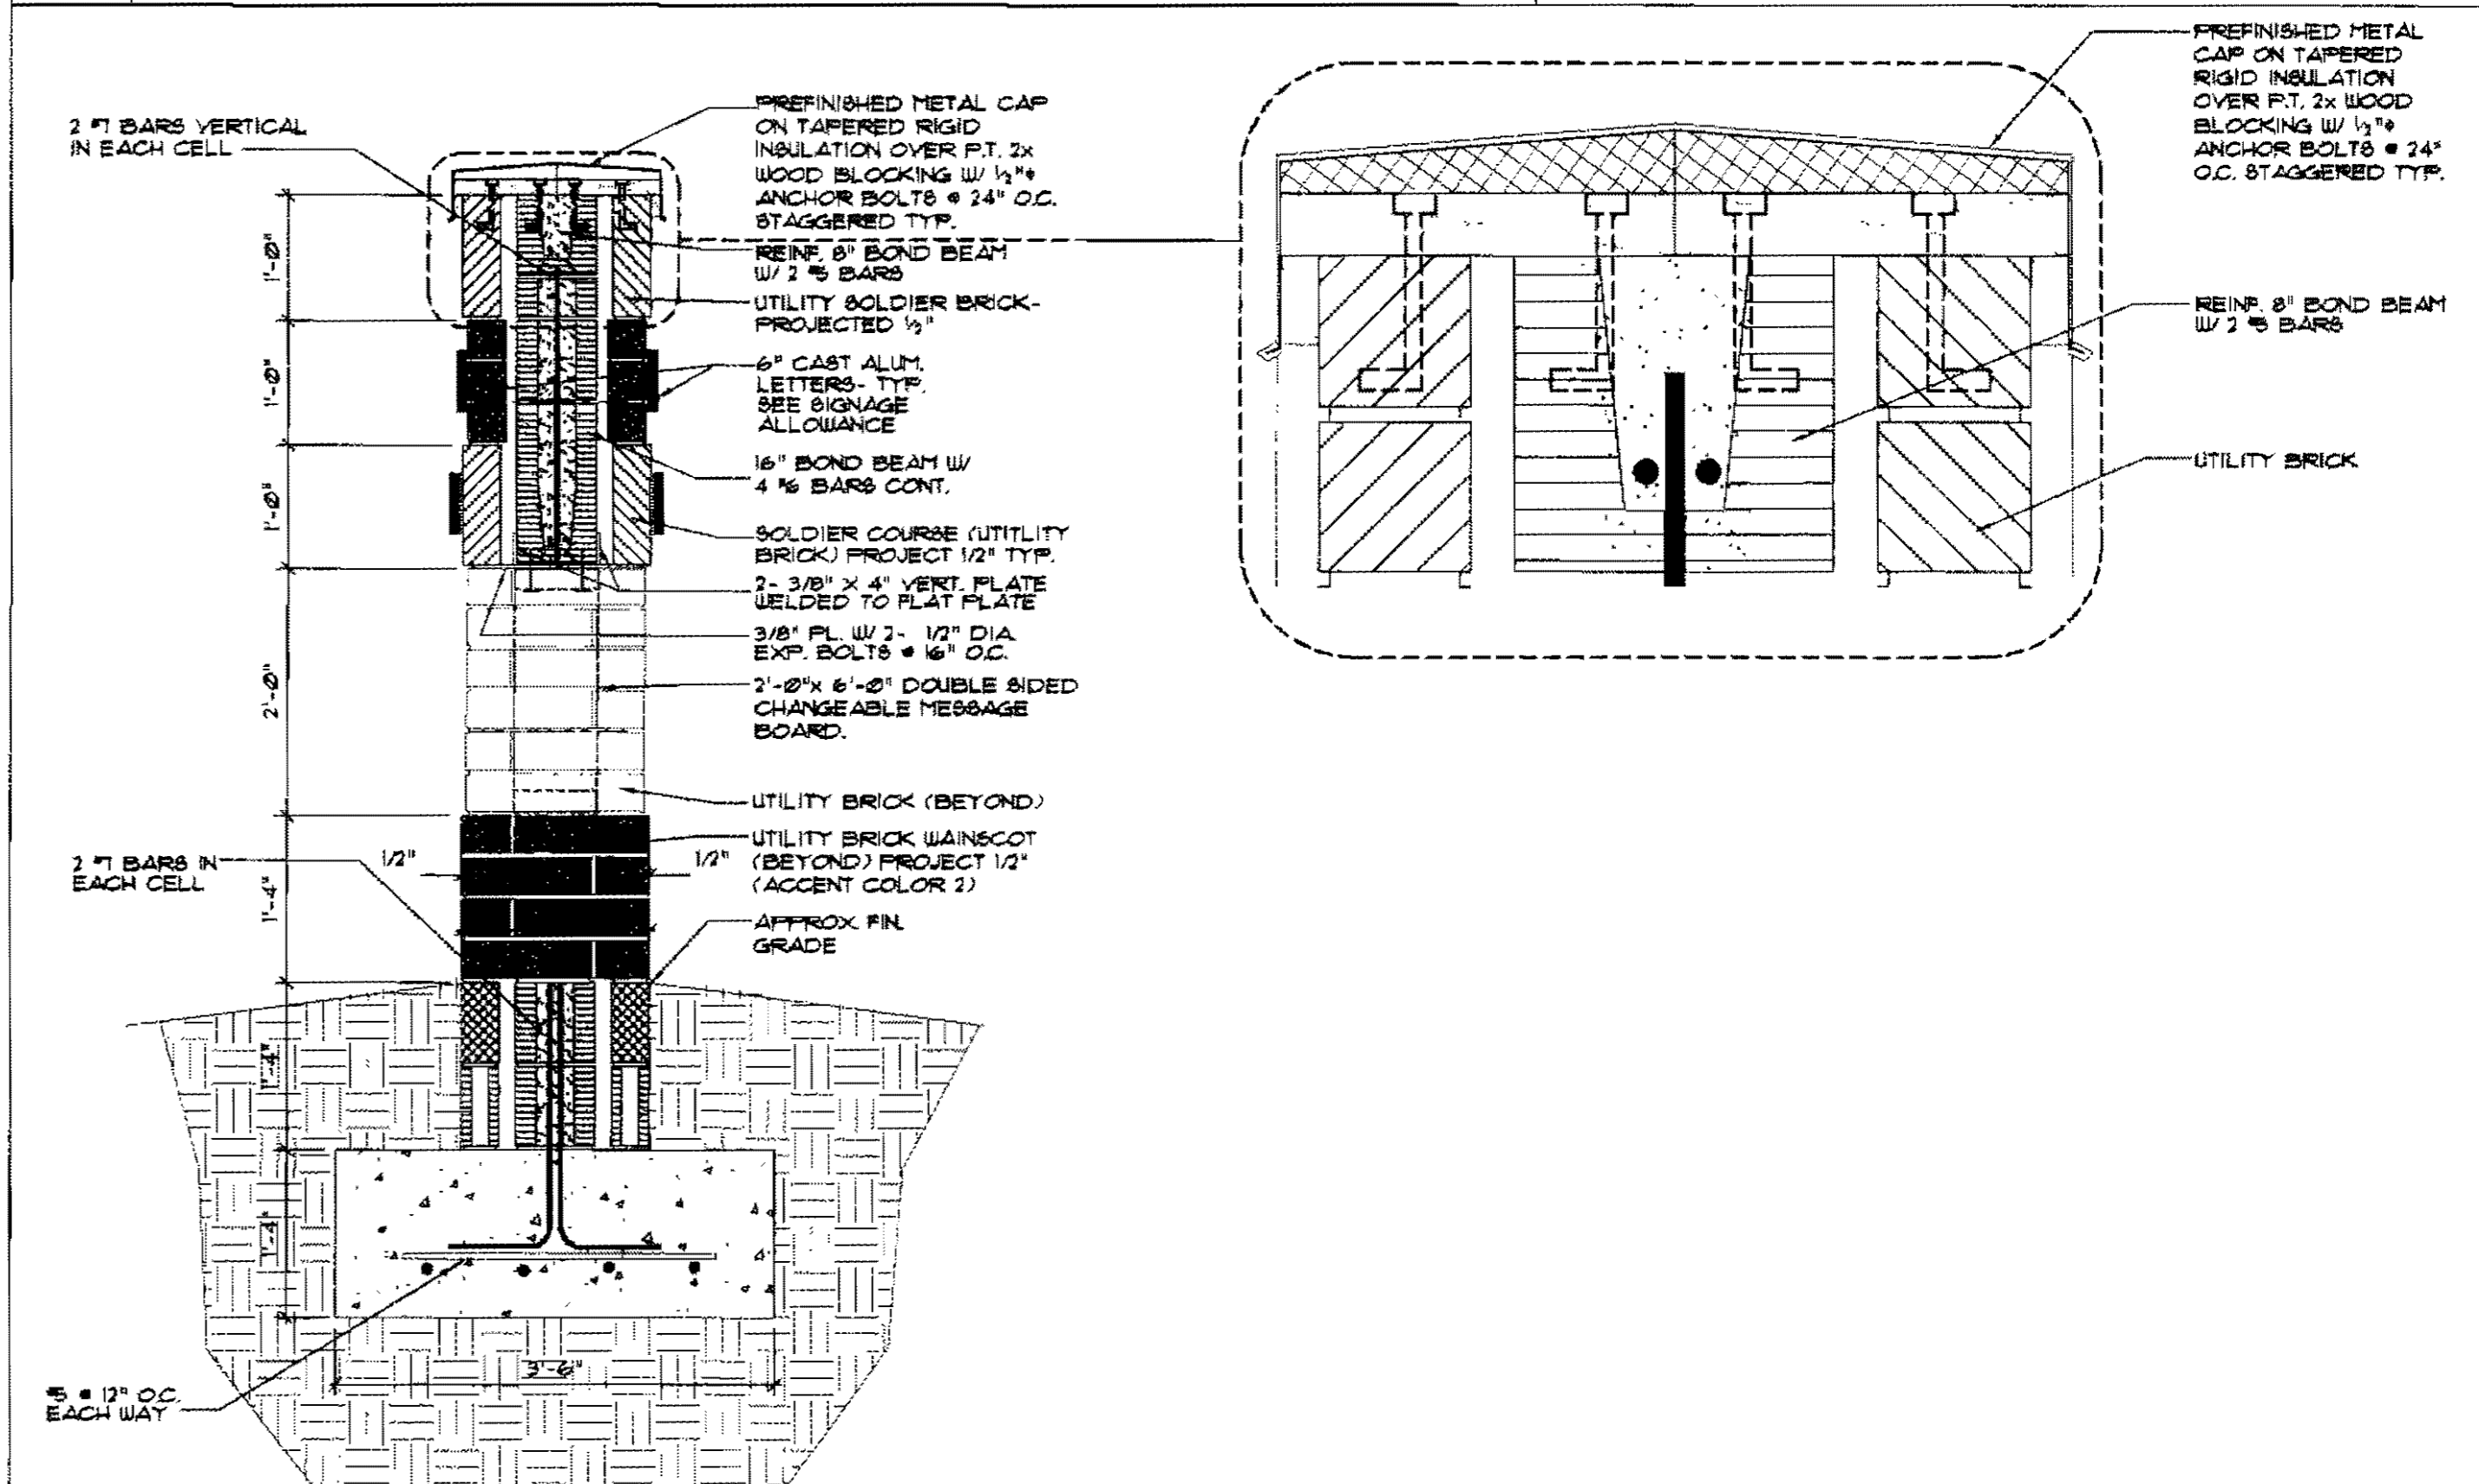 2 #7 BARS VERTICAL
IN EACH CELL
PREFINISHED METAL CAP
ON TAPERED RIGID
INSULATION OVER P.T. 2x
WOOD BLOCKING W/ 1/2"ø
ANCHOR BOLTS @ 24" O.C.
STAGGERED TYP.
REINF. 8" BOND BEAM
W/ 2 #5 BARS
UTILITY SOLDIER BRICK-
PROJECTED 1/2"
6" CAST ALUM.
LETTERS- TYP.
SEE SIGNAGE
ALLOWANCE
16" BOND BEAM W/
4 #6 BARS CONT.
SOLDIER COURSE (UTITLITY
BRICK) PROJECT 1/2" TYP.
2- 3/8" X 4" VERT. PLATE
WELDED TO FLAT PLATE
3/8" PL. W/ 2- 1/2" DIA
EXP. BOLTS @ 16" O.C.
2'-0"x 6'-0" DOUBLE SIDED
CHANGEABLE MESSAGE
BOARD.
UTILITY BRICK (BEYOND)
UTILITY BRICK WAINSCOT
(BEYOND) PROJECT 1/2"
(ACCENT COLOR 2)
APPROX. FIN.
GRADE
1'-0"
1'-0"
1'-0"
2'-0"
1'-4"
1'-4"
1'-4"
1/2"
1/2"
2 #7 BARS IN
EACH CELL
3'-6"
#5 @ 12" O.C.
EACH WAY
PREFINISHED METAL
CAP ON TAPERED
RIGID INSULATION
OVER P.T. 2x WOOD
BLOCKING W/ 1/2"ø
ANCHOR BOLTS @ 24"
O.C. STAGGERED TYP.
REINF. 8" BOND BEAM
W/ 2 #5 BARS
UTILITY BRICK